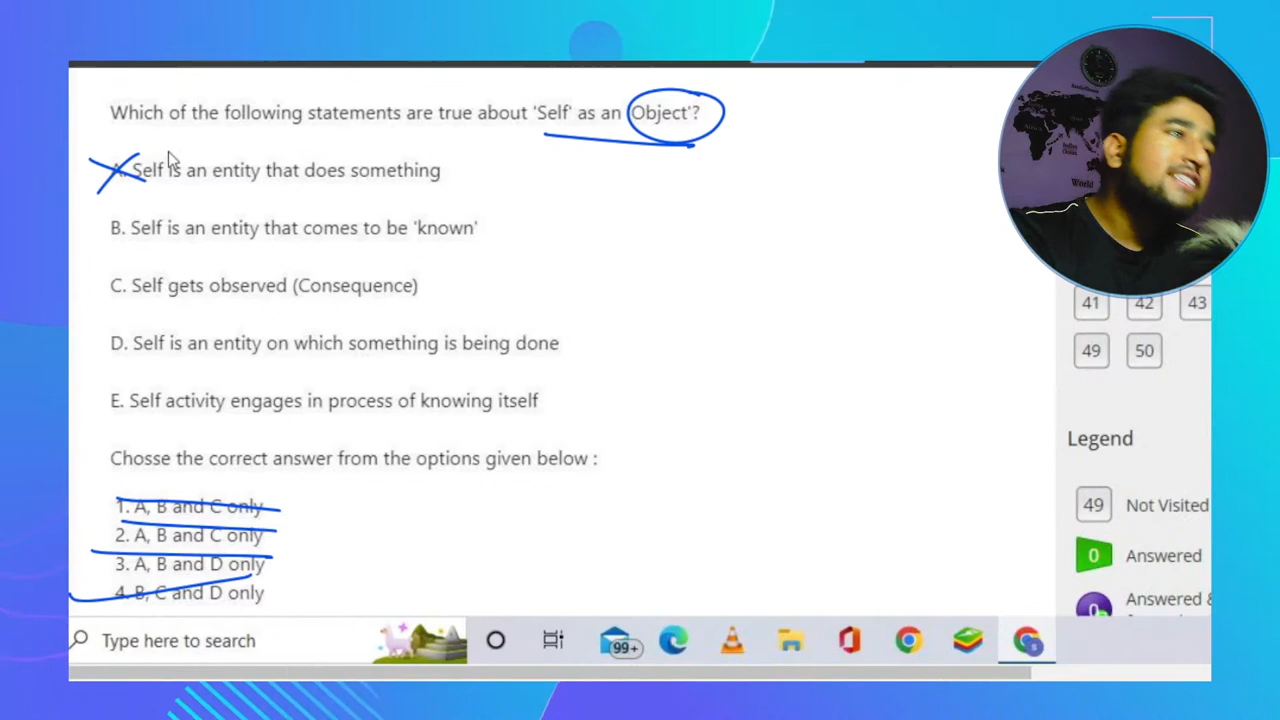 Which of the following statements are true about 'Self' as an Object'?
A. Self is an entity that does something
B. Self is an entity that comes to be 'known'
C. Self gets observed (Consequence)
D. Self is an entity on which something is being done
E. Self activity engages in process of knowing itself
Chosse the correct answer from the options given below :
1. A, B and C only
2. A, B and C only
3. A, B and D only
4. B, C and D only
World
41 42 43
49 50
Legend
49 Not Visited
0 Answered
0 Answered &
Type here to search
99+